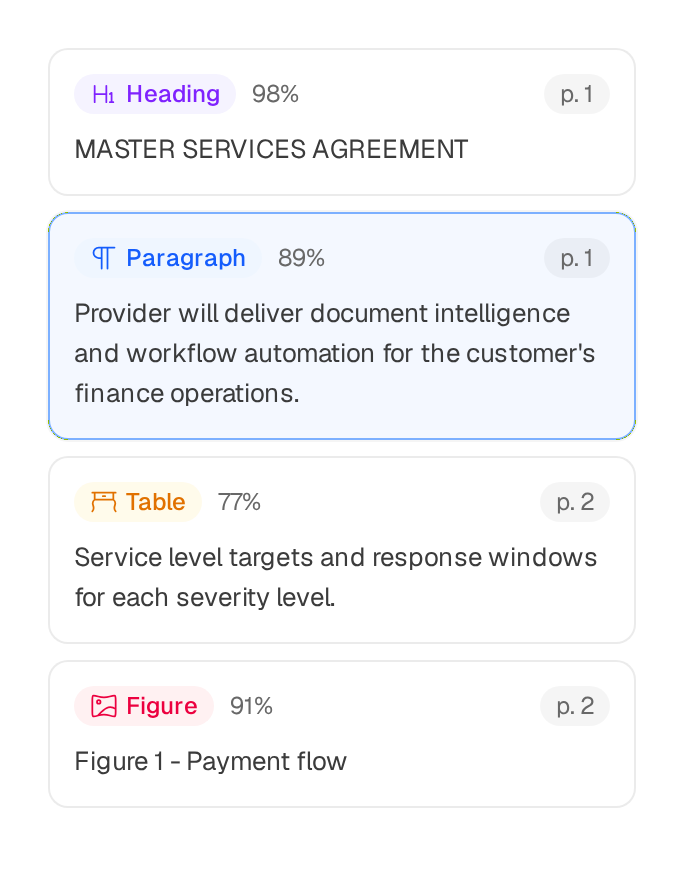 H1 Heading 98% p. 1
MASTER SERVICES AGREEMENT
Paragraph 89% p. 1
Provider will deliver document intelligence
and workflow automation for the customer's
finance operations.
Table 77% p. 2
Service level targets and response windows
for each severity level.
Figure 91% p. 2
Figure 1 - Payment flow